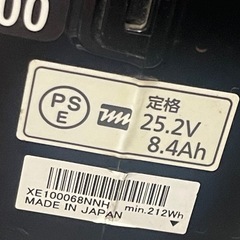 00
PS
E
定格
25.2V
8.4Ah
XE100068NNH min.212Wh
MADE IN JAPAN